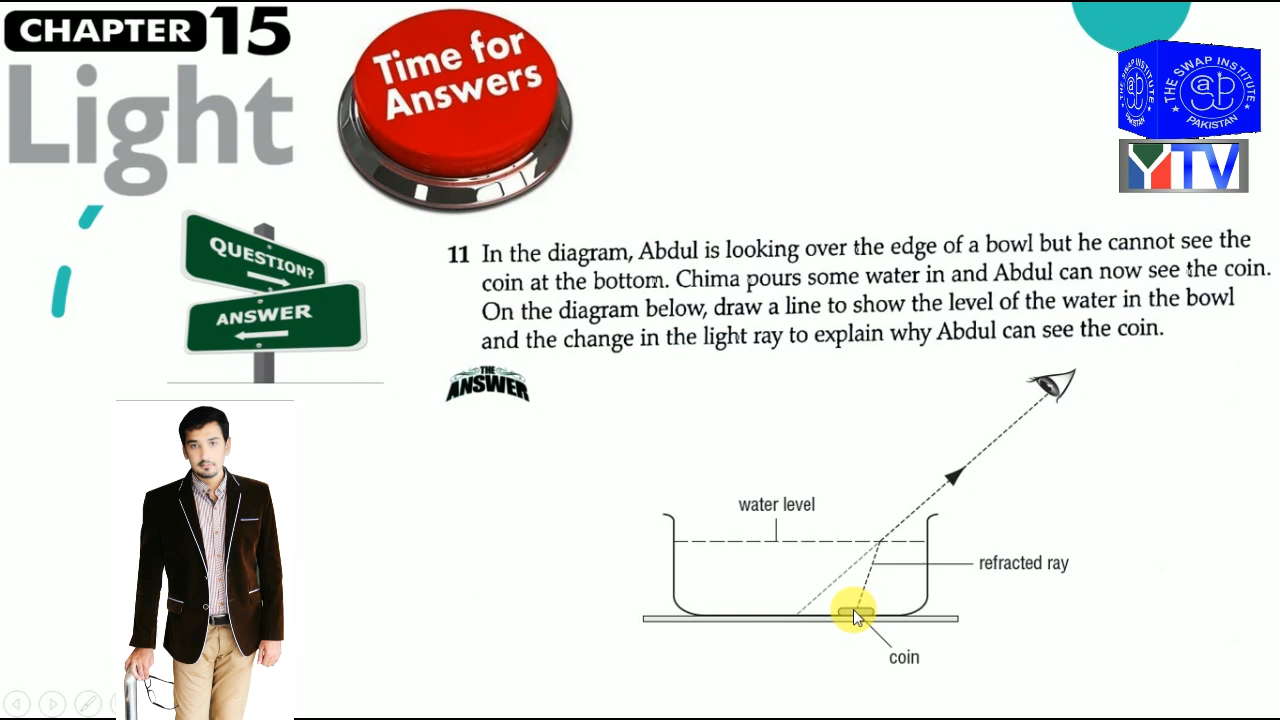 CHAPTER 15
Light
Time for
Answers
THE SWAP INSTITUTE
PAKISTAN
YITV
QUESTION?
ANSWER
11 In the diagram, Abdul is looking over the edge of a bowl but he cannot see the
coin at the bottom. Chima pours some water in and Abdul can now see the coin.
On the diagram below, draw a line to show the level of the water in the bowl
and the change in the light ray to explain why Abdul can see the coin.
THE
ANSWER
water level
refracted ray
coin